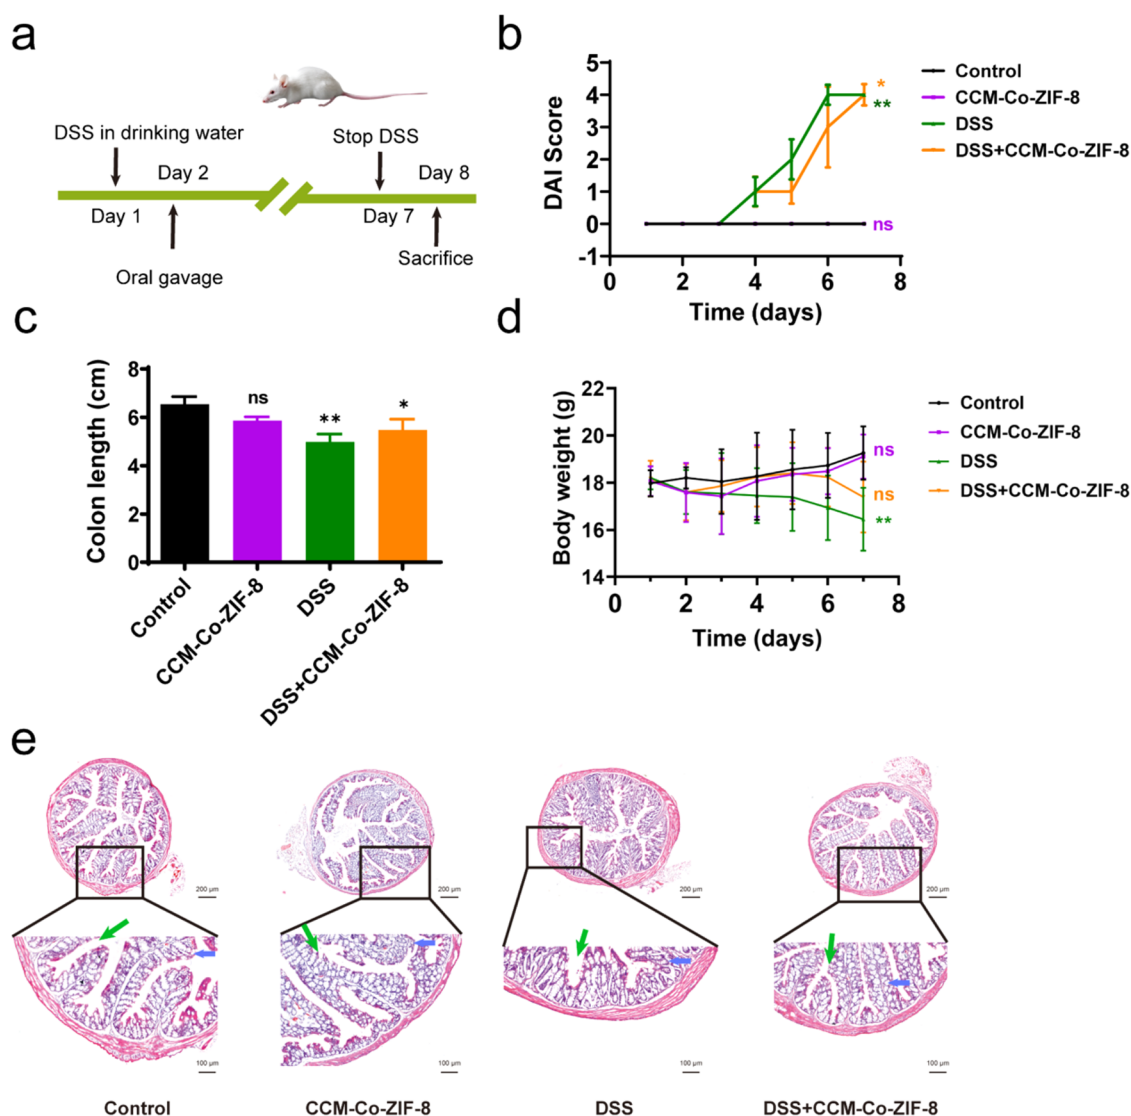 a
DSS in drinking water
Stop DSS
Day 2
Day 8
Day 1
Day 7
Oral gavage
Sacrifice
b
DAI Score
5
4
3
2
1
0
-1
0
2
4
6
8
Time (days)
*
**
ns
Control
CCM-Co-ZIF-8
DSS
DSS+CCM-Co-ZIF-8
c
Colon length (cm)
8
6
4
2
0
ns
**
*
Control
CCM-Co-ZIF-8
DSS
DSS+CCM-Co-ZIF-8
d
Body weight (g)
22
20
18
16
14
0
2
4
6
8
Time (days)
ns
ns
**
Control
CCM-Co-ZIF-8
DSS
DSS+CCM-Co-ZIF-8
e
200 μm
200 μm
200 μm
200 μm
100 μm
100 μm
100 μm
100 μm
Control
CCM-Co-ZIF-8
DSS
DSS+CCM-Co-ZIF-8